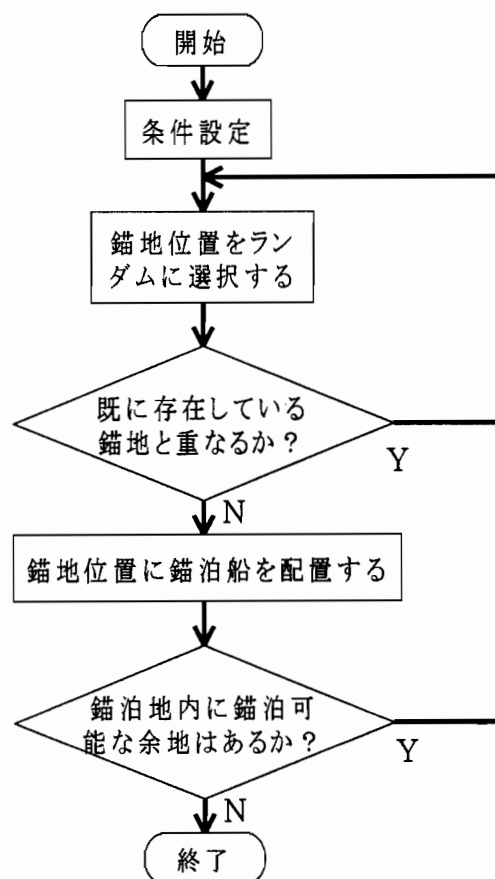 開始
条件設定
錨地位置をラン
ダムに選択する
既に存在している
錨地と重なるか？
Y
N
錨地位置に錨泊船を配置する
錨泊地内に錨泊可
能な余地はあるか？
Y
N
終了